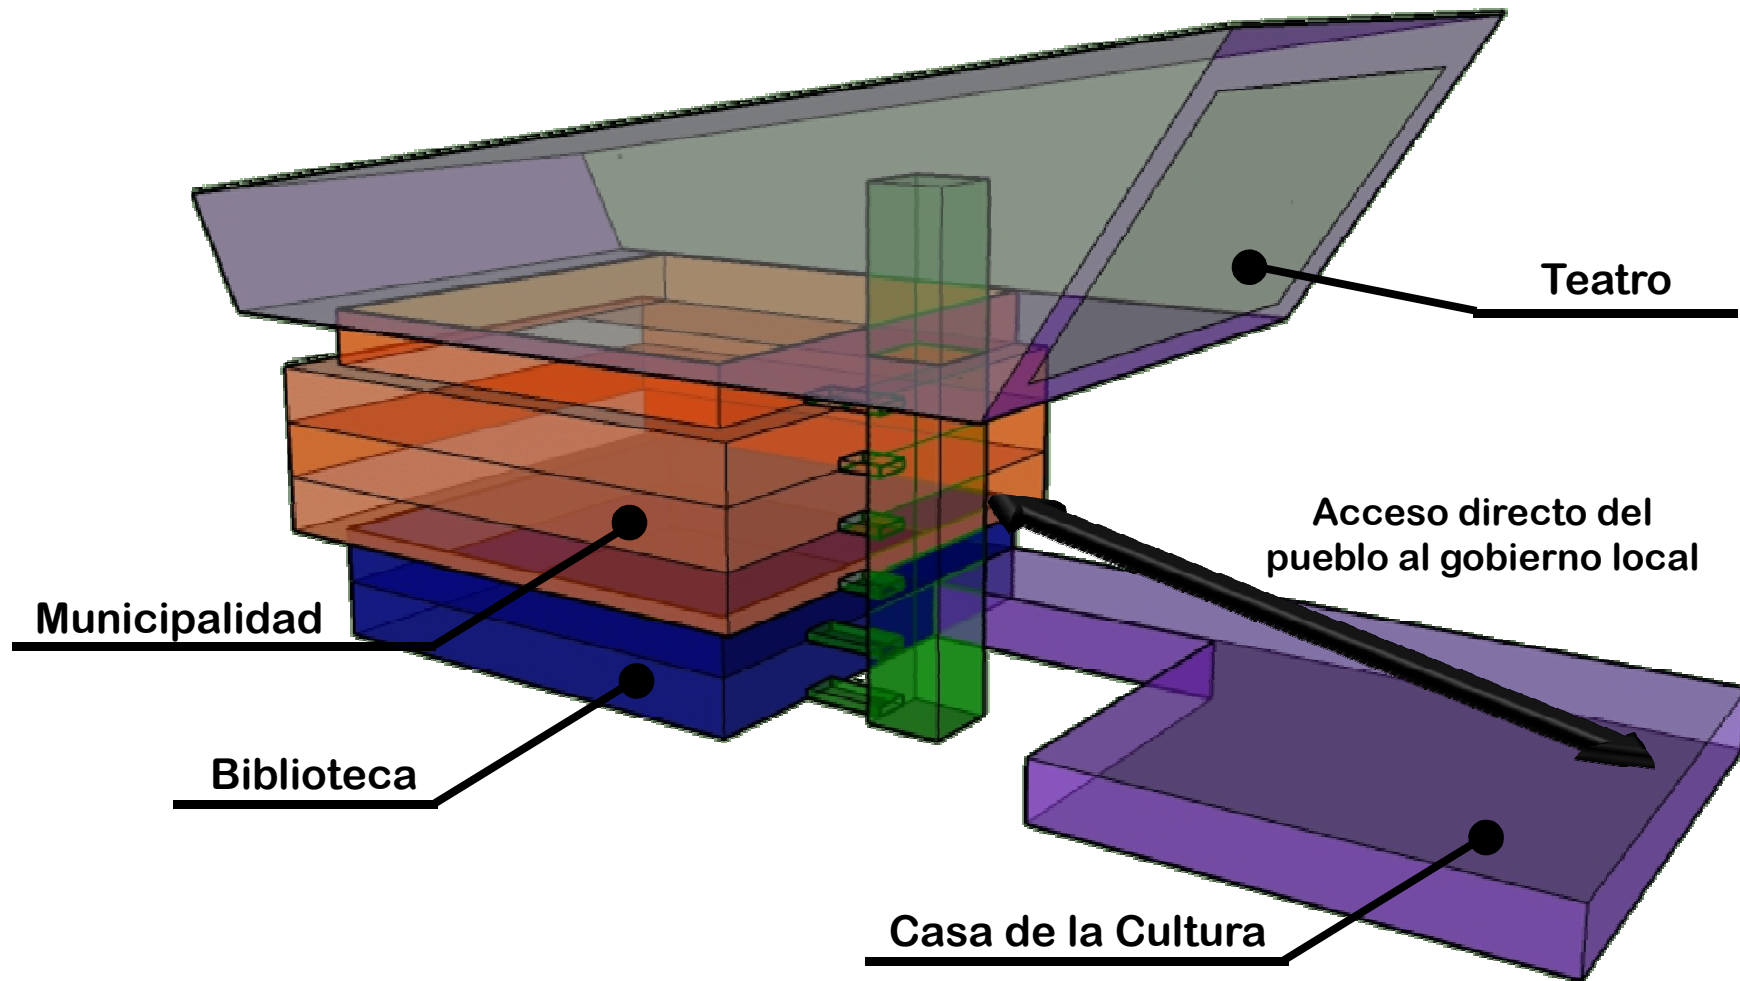 Teatro
Acceso directo del
pueblo al gobierno local
Municipalidad
Biblioteca
Casa de la Cultura